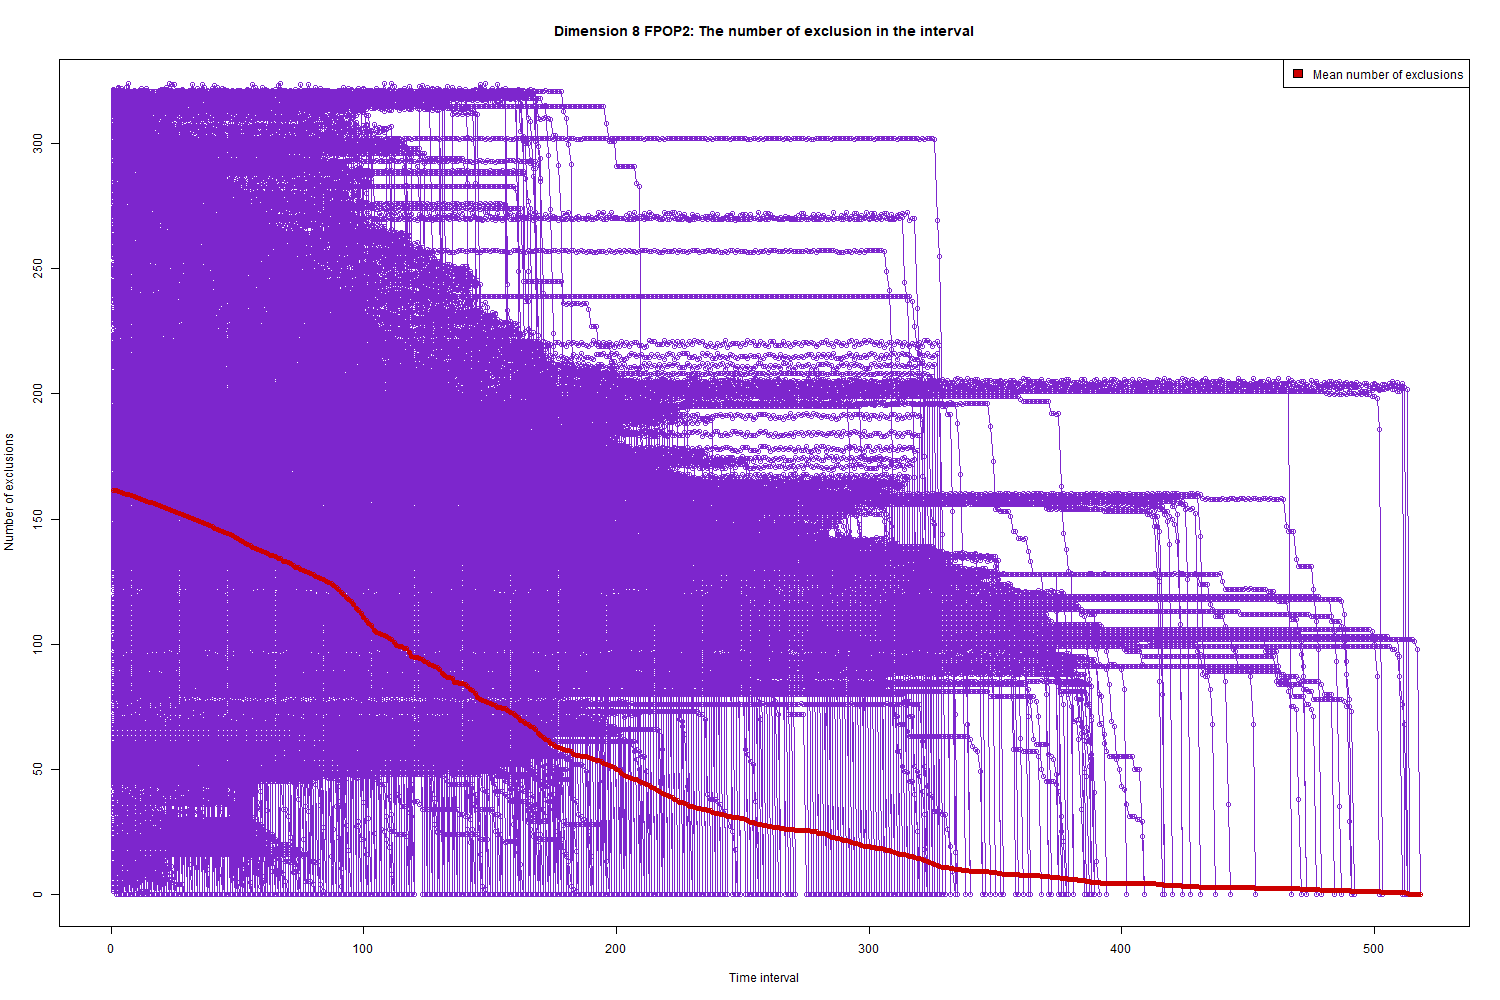 Dimension 8 FPOP2: The number of exclusion in the interval
Mean number of exclusions
Number of exclusions
300
250
200
150
100
50
0
0 100 200 300 400 500
Time interval